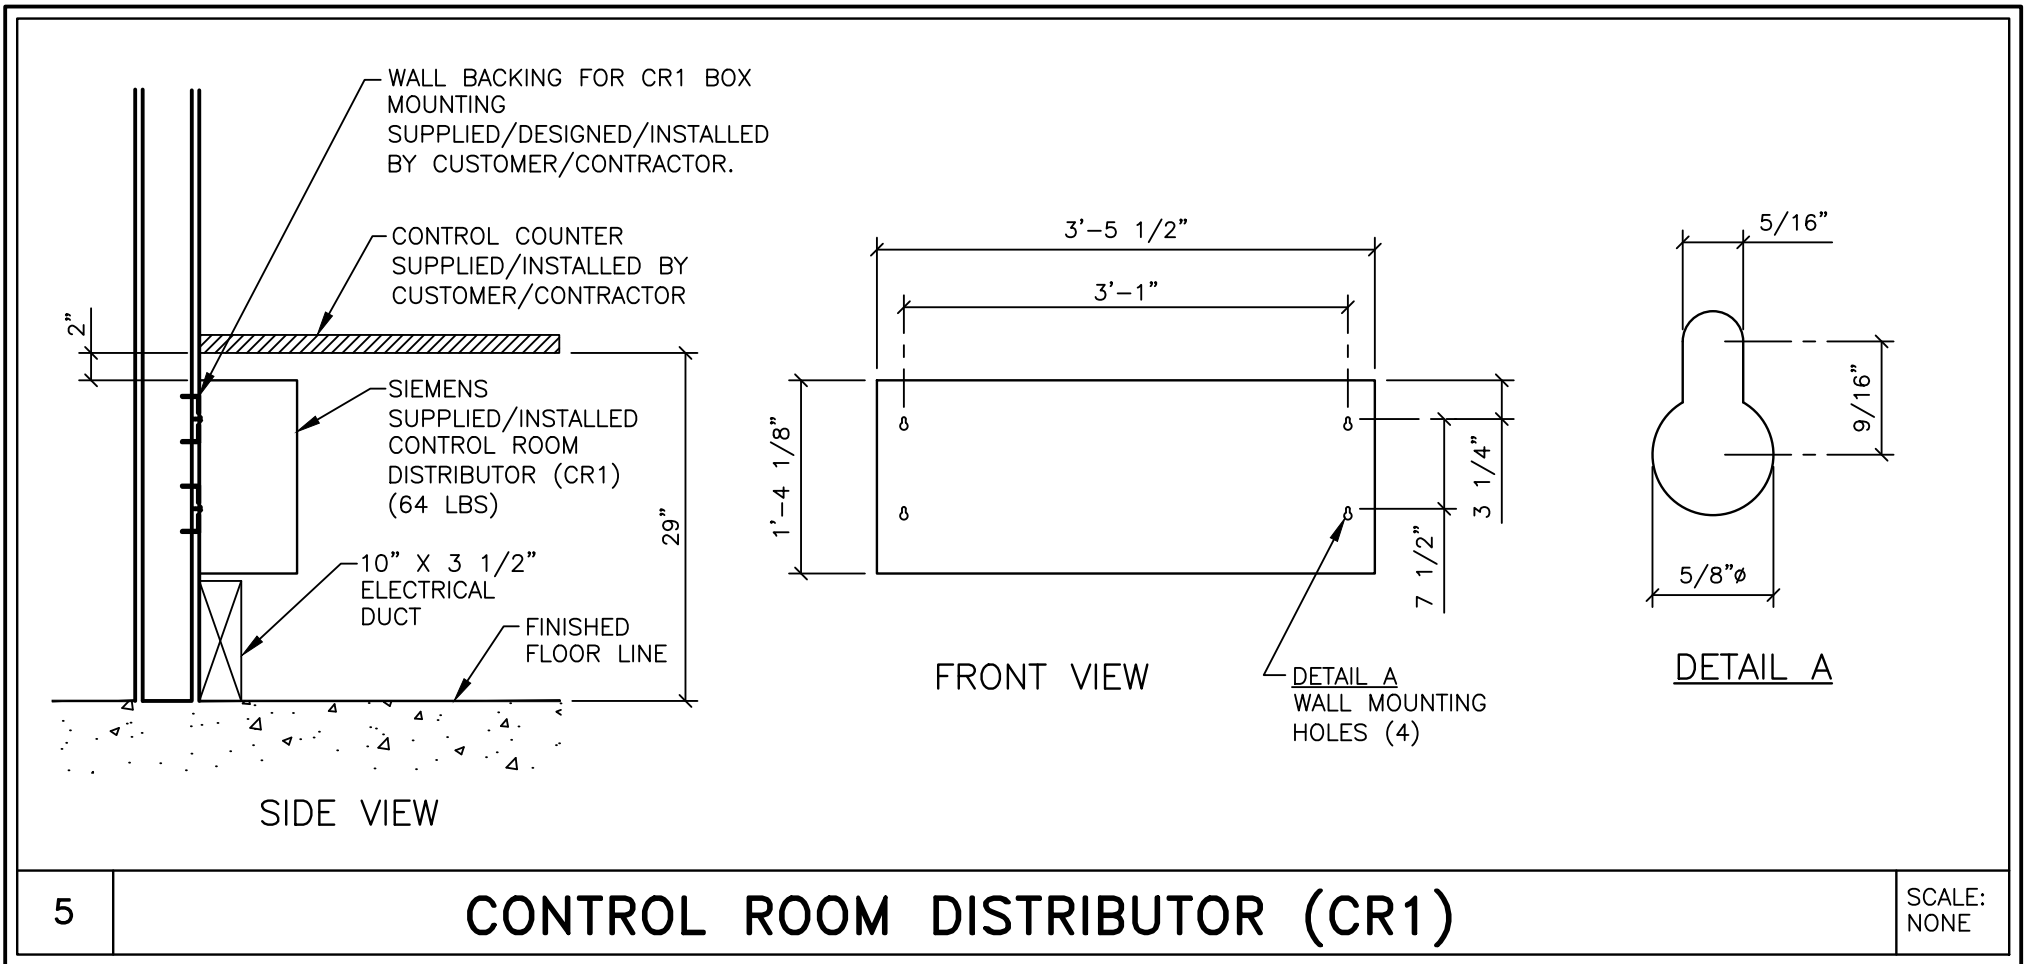 WALL BACKING FOR CR1 BOX
MOUNTING
SUPPLIED/DESIGNED/INSTALLED
BY CUSTOMER/CONTRACTOR.
CONTROL COUNTER
SUPPLIED/INSTALLED BY
CUSTOMER/CONTRACTOR
2"
SIEMENS
SUPPLIED/INSTALLED
CONTROL ROOM
DISTRIBUTOR (CR1)
(64 LBS)
29"
10" X 3 1/2"
ELECTRICAL
DUCT
FINISHED
FLOOR LINE
SIDE VIEW
3'-5 1/2"
3'-1"
1'-4 1/8"
3 1/4"
7 1/2"
FRONT VIEW
DETAIL A
WALL MOUNTING
HOLES (4)
5/16"
9/16"
5/8"ø
DETAIL A
5
CONTROL ROOM DISTRIBUTOR (CR1)
SCALE:
NONE